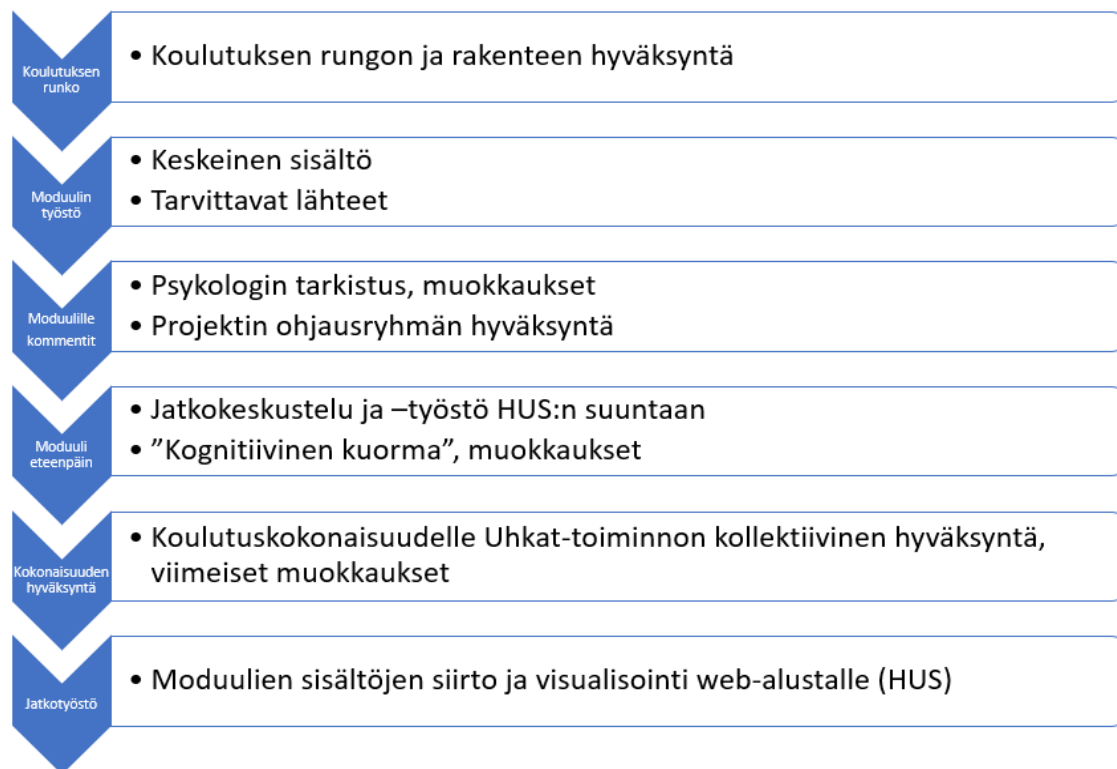 Koulutuksen
runko
• Koulutuksen rungon ja rakenteen hyväksyntä
Moduulin
työstö
• Keskeinen sisältö
• Tarvittavat lähteet
Moduulille
kommentit
• Psykologin tarkistus, muokkaukset
• Projektin ohjausryhmän hyväksyntä
Moduuli
eteenpäin
• Jatkokeskustelu ja –työstö HUS:n suuntaan
• ”Kognitiivinen kuorma”, muokkaukset
Kokonaisuuden
hyväksyntä
• Koulutuskokonaisuudelle Uhkat-toiminnon kollektiivinen hyväksyntä,
viimeiset muokkaukset
Jatkotyöstö
• Moduulien sisältöjen siirto ja visualisointi web-alustalle (HUS)